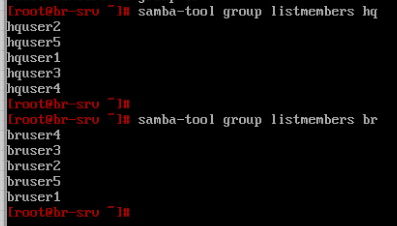 [root@br-srv ~]# samba-tool group listmembers hq
hquser2
hquser5
hquser1
hquser3
hquser4
[root@br-srv ~]#
[root@br-srv ~]# samba-tool group listmembers br
bruser4
bruser3
bruser2
bruser5
bruser1
[root@br-srv ~]#